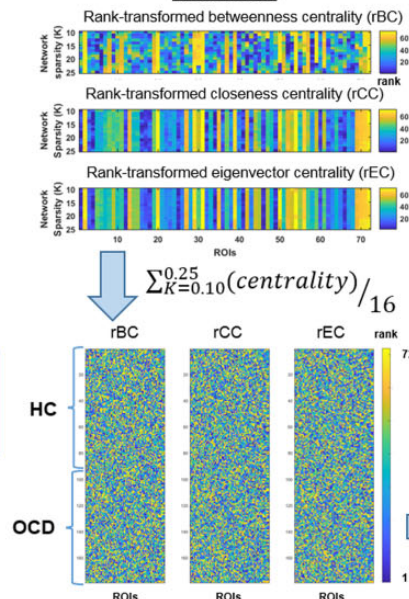 Rank-transformed betweenness centrality (rBC)
Network
sparsity (K)
10
15
20
25
60
40
20
rank
Rank-transformed closeness centrality (rCC)
Network
Sparsity (K)
10
15
20
25
60
40
20
Rank-transformed eigenvector centrality (rEC)
Network
Sparsity (K)
10
15
20
25
60
40
20
10 20 30 40 50 60 70
ROIs
∑_{K=0.10}^{0.25}(centrality)/16
rBC rCC rEC rank
72
HC
OCD
1
ROIs ROIs ROIs